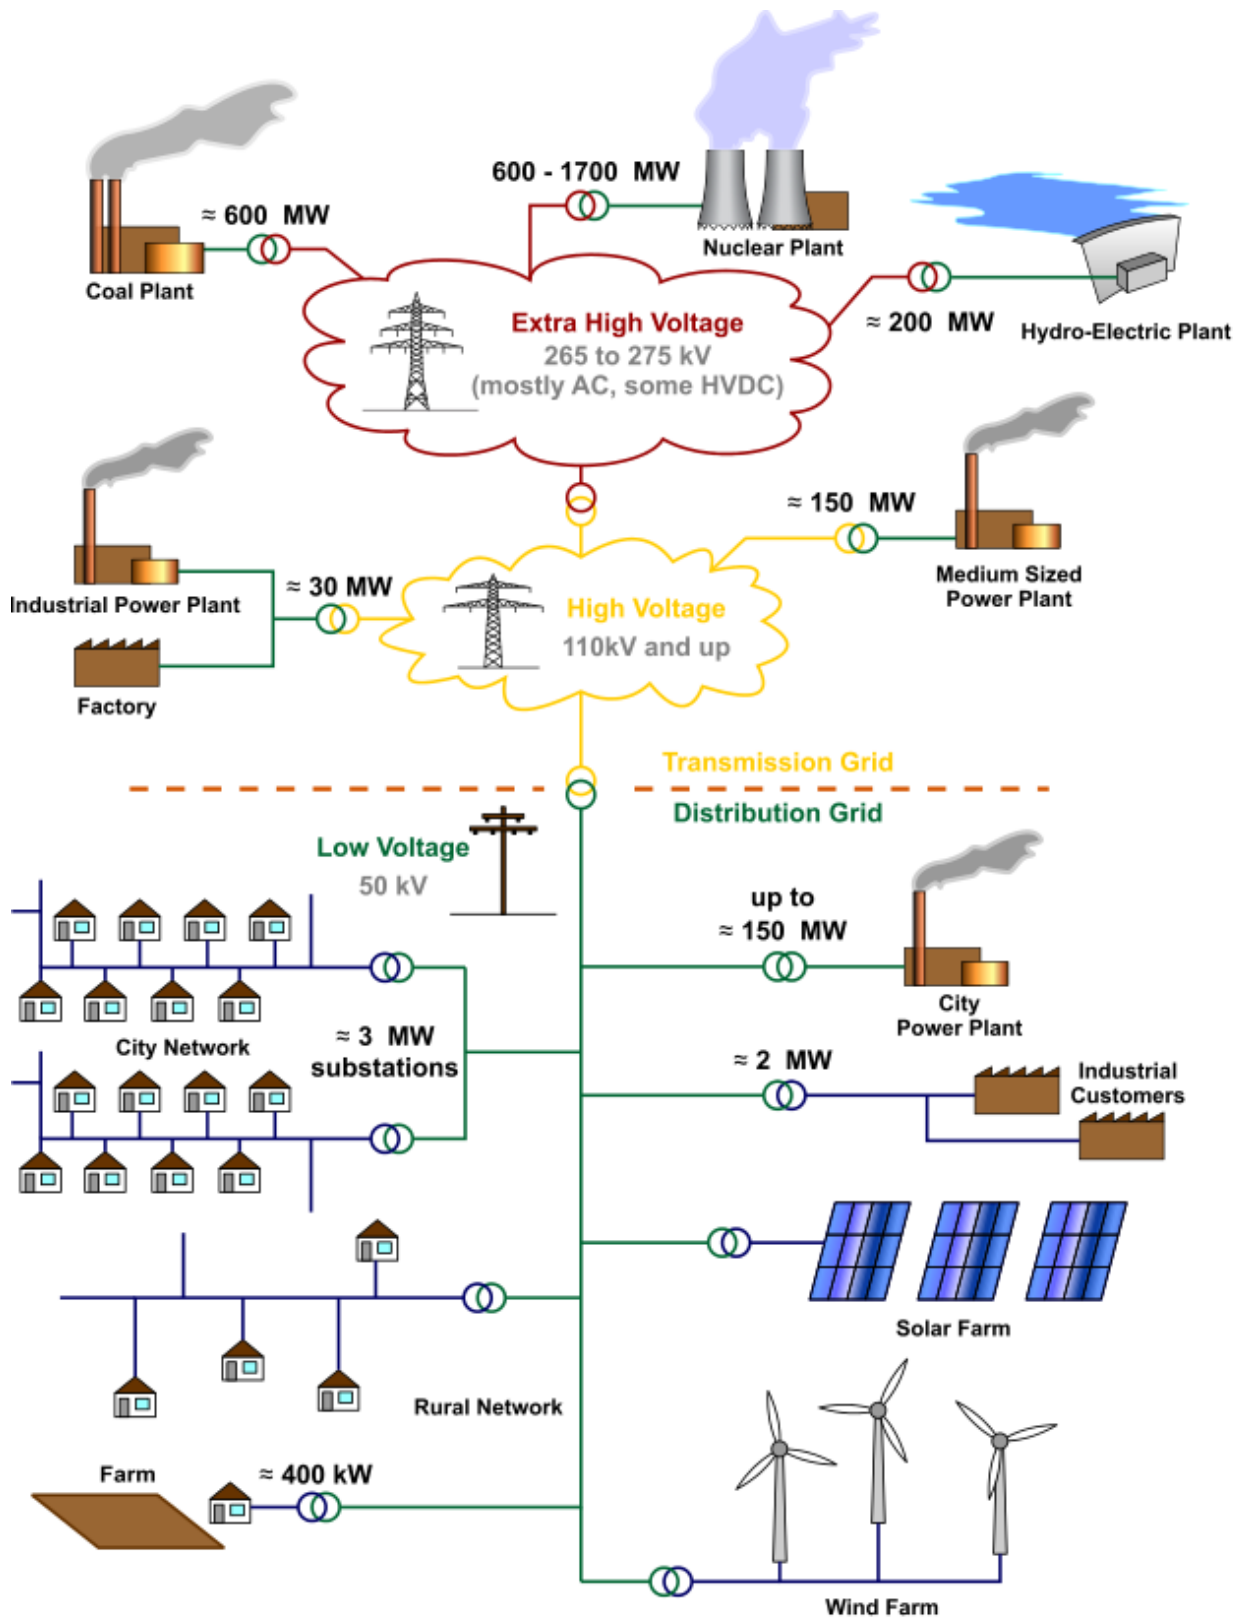 600 - 1700  MW
≈ 600  MW
Nuclear Plant
Coal Plant
Extra High Voltage
265 to 275 kV
(mostly AC, some HVDC)
≈ 200  MW
Hydro-Electric Plant
≈ 150  MW
Medium Sized
Power Plant
≈ 30 MW
Industrial Power Plant
High Voltage
110kV and up
Factory
Transmission Grid
Distribution Grid
Low Voltage
50 kV
up to
≈ 150  MW
City
Power Plant
City Network
≈ 3  MW
substations
≈ 2  MW
Industrial
Customers
Solar Farm
Rural Network
Farm
≈ 400 kW
Wind Farm